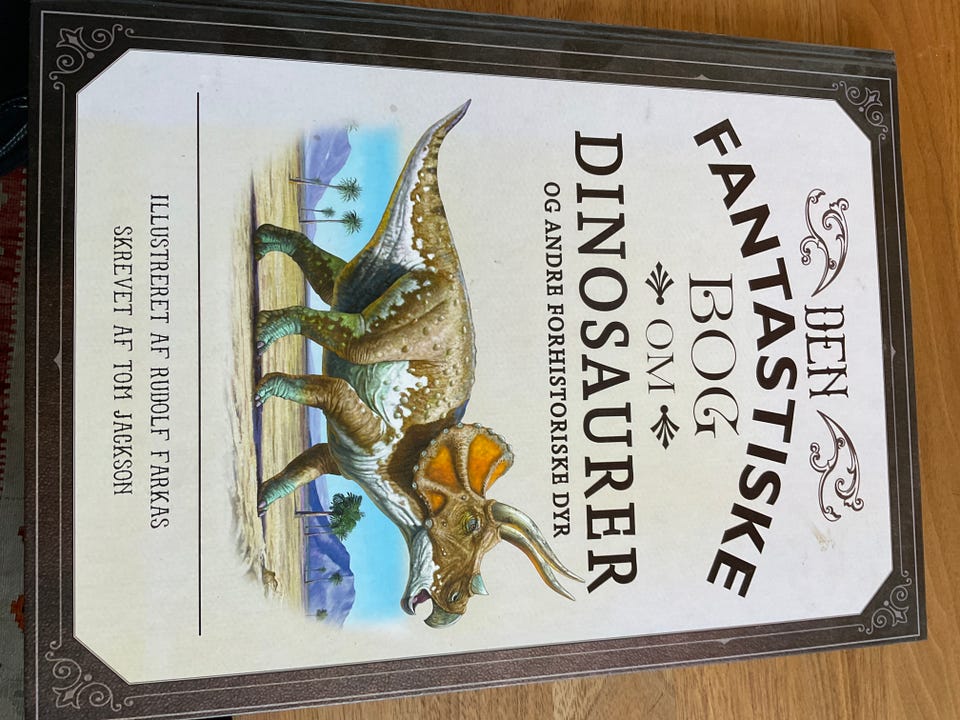 DEN
FANTASTISKE
BOG
OM
DINOSAURER
OG ANDRE FORHISTORISKE DYR
ILLUSTRERET AF RUDOLF FARKAS
SKREVET AF TOM JACKSON